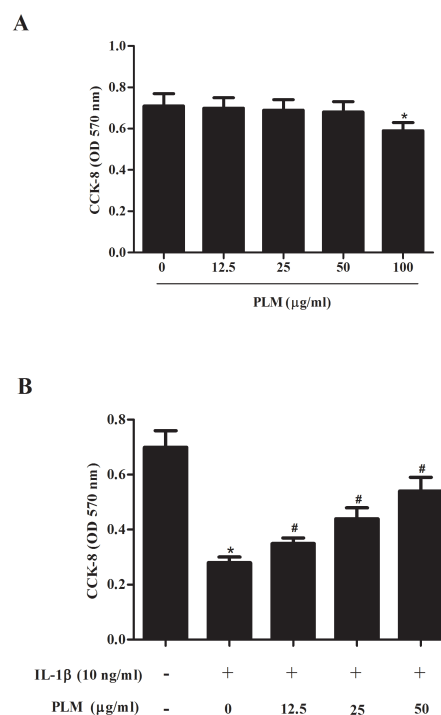 A
1.0
0.8
0.6
0.4
0.2
0.0
CCK-8 (OD 570 nm)
*
0 12.5 25 50 100
PLM (μg/ml)
B
0.8
0.6
0.4
0.2
0.0
CCK-8 (OD 570 nm)
* # # #
IL-1β (10 ng/ml) - + + + +
PLM (μg/ml) - 0 12.5 25 50